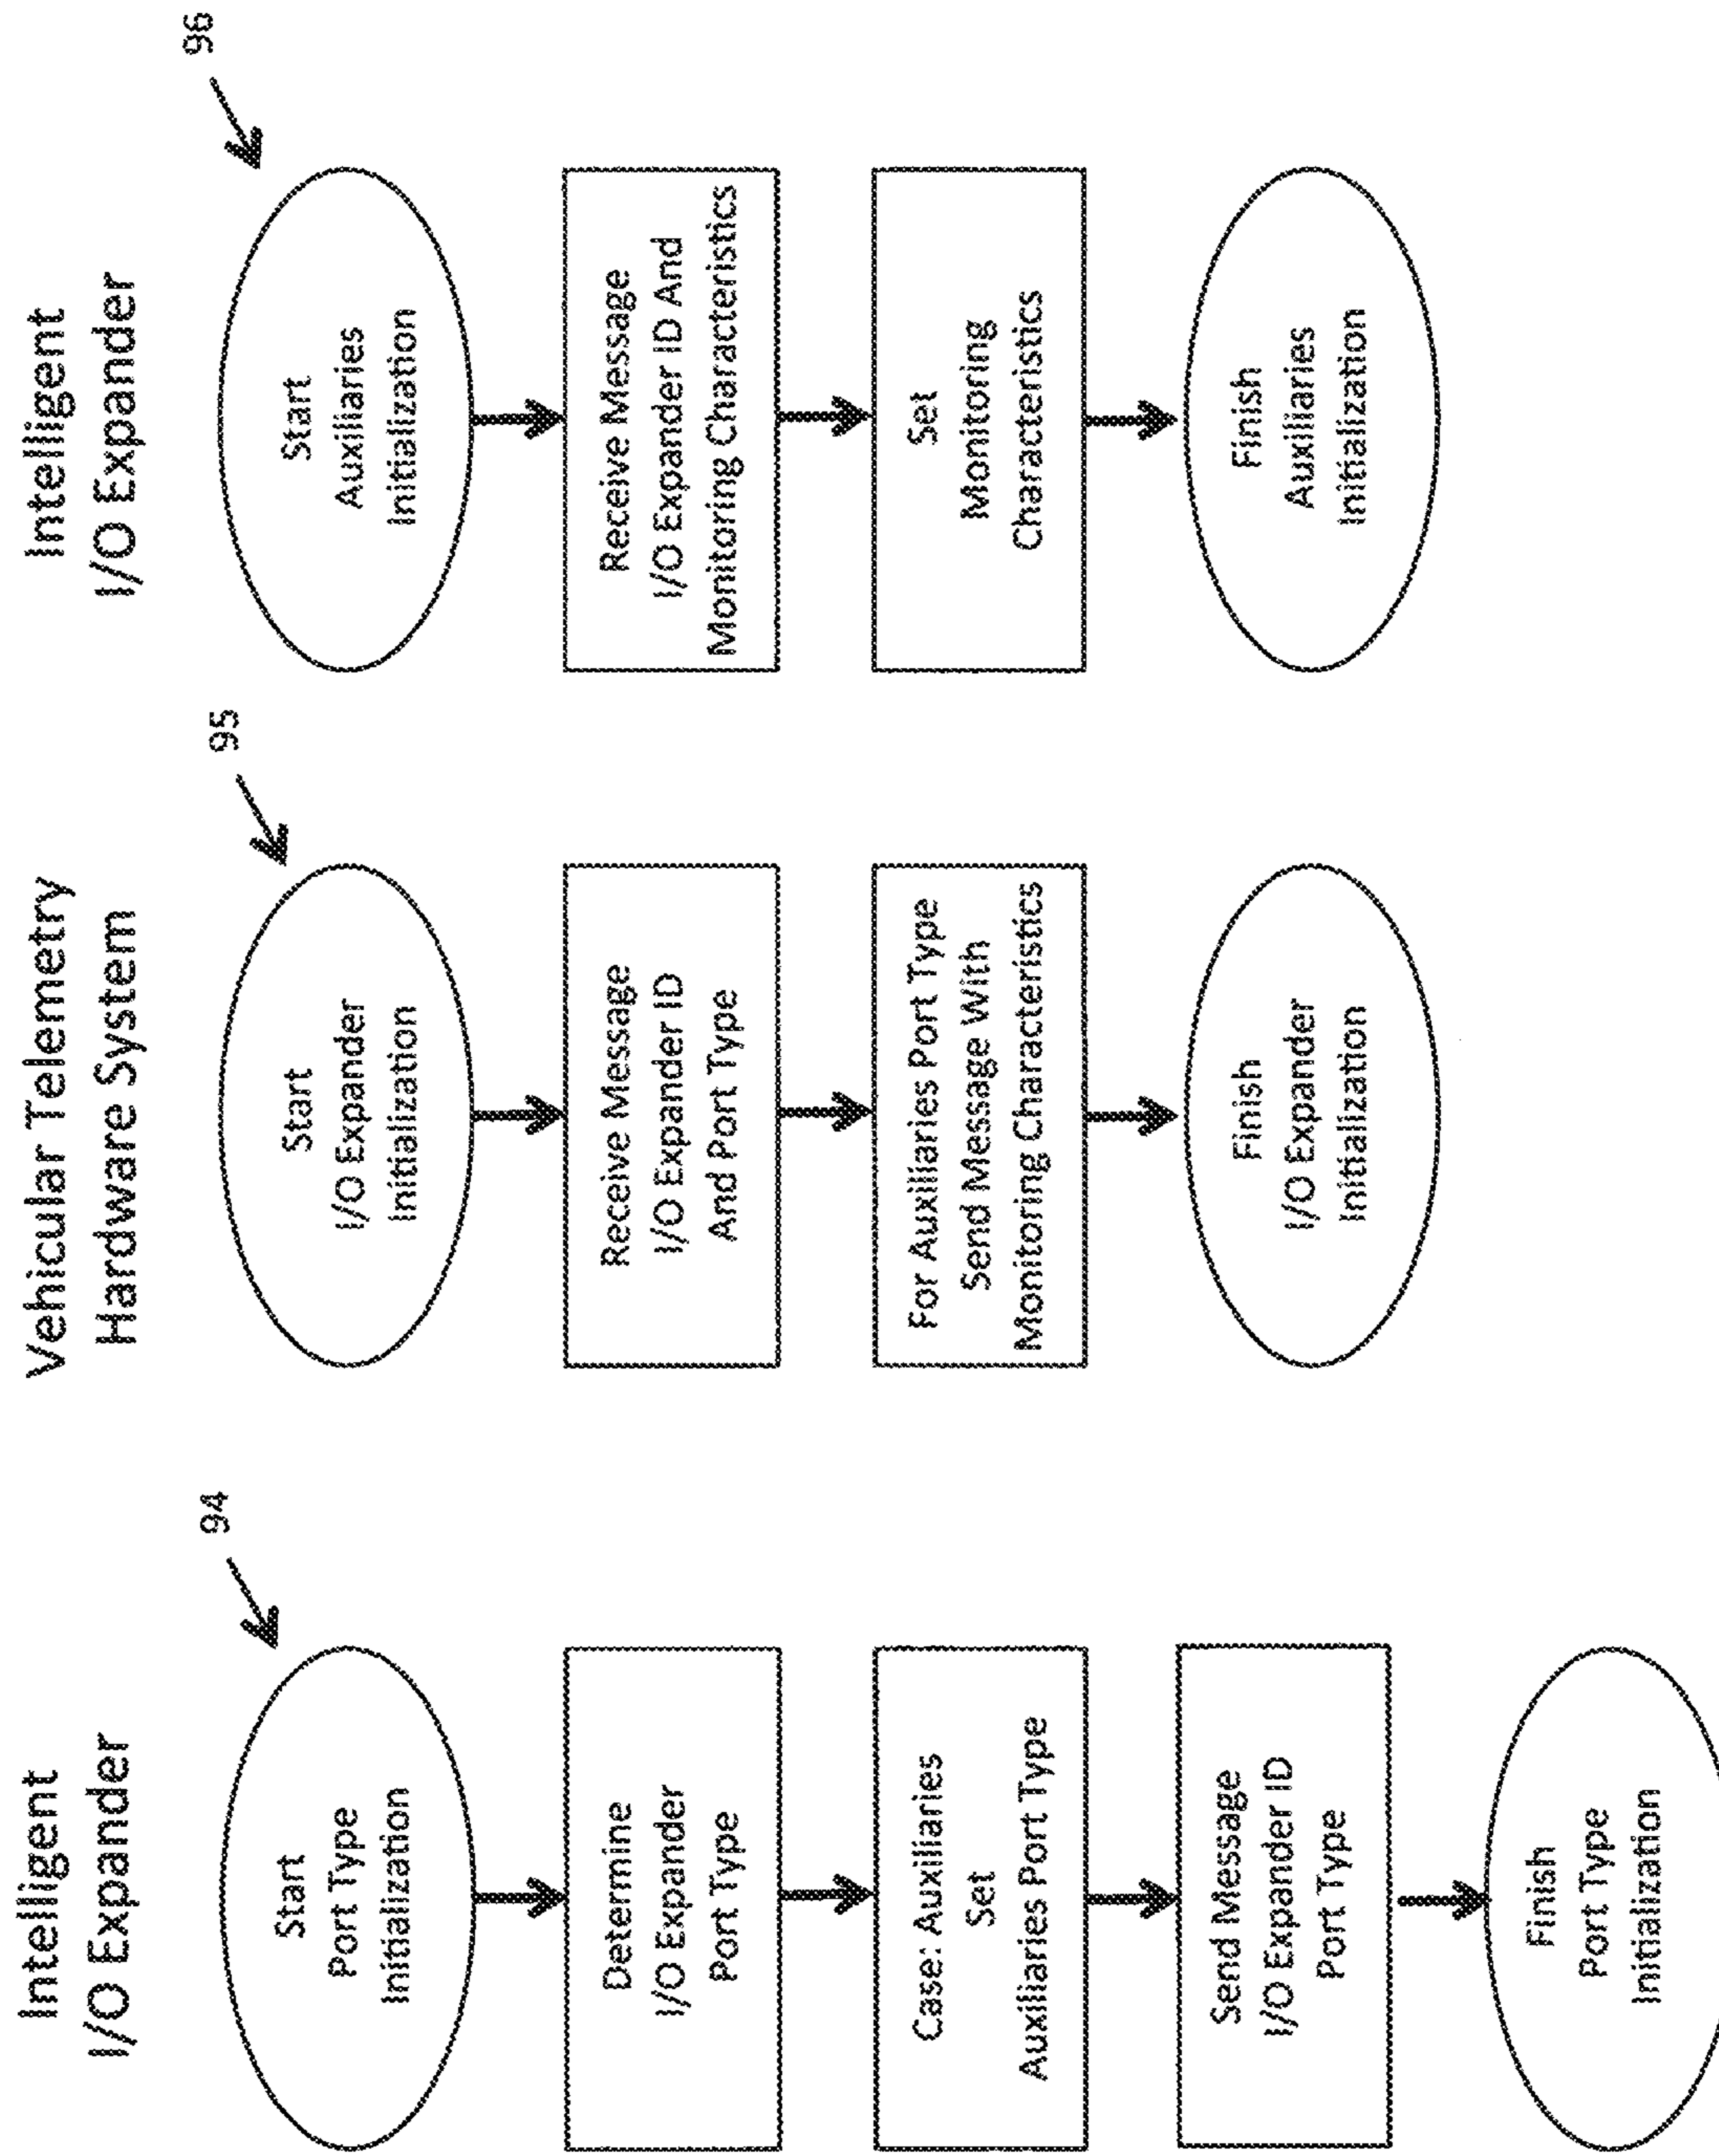 Intelligent
I/O Expander
94
Start
Port Type
Initialization
Determine
I/O Expander
Port Type
Case: Auxiliaries
Set
Auxiliaries Port Type
Send Message
I/O Expander ID
Port Type
Finish
Port Type
Initialization
Vehicular Telemetry
Hardware System
95
Start
I/O Expander
Initialization
Receive Message
I/O Expander ID
And Port Type
For Auxiliaries Port Type
Send Message With
Monitoring Characteristics
Finish
I/O Expander
Initialization
Intelligent
I/O Expander
96
Start
Auxiliaries
Initialization
Receive Message
I/O Expander ID And
Monitoring Characteristics
Set
Monitoring
Characteristics
Finish
Auxiliaries
Initialization